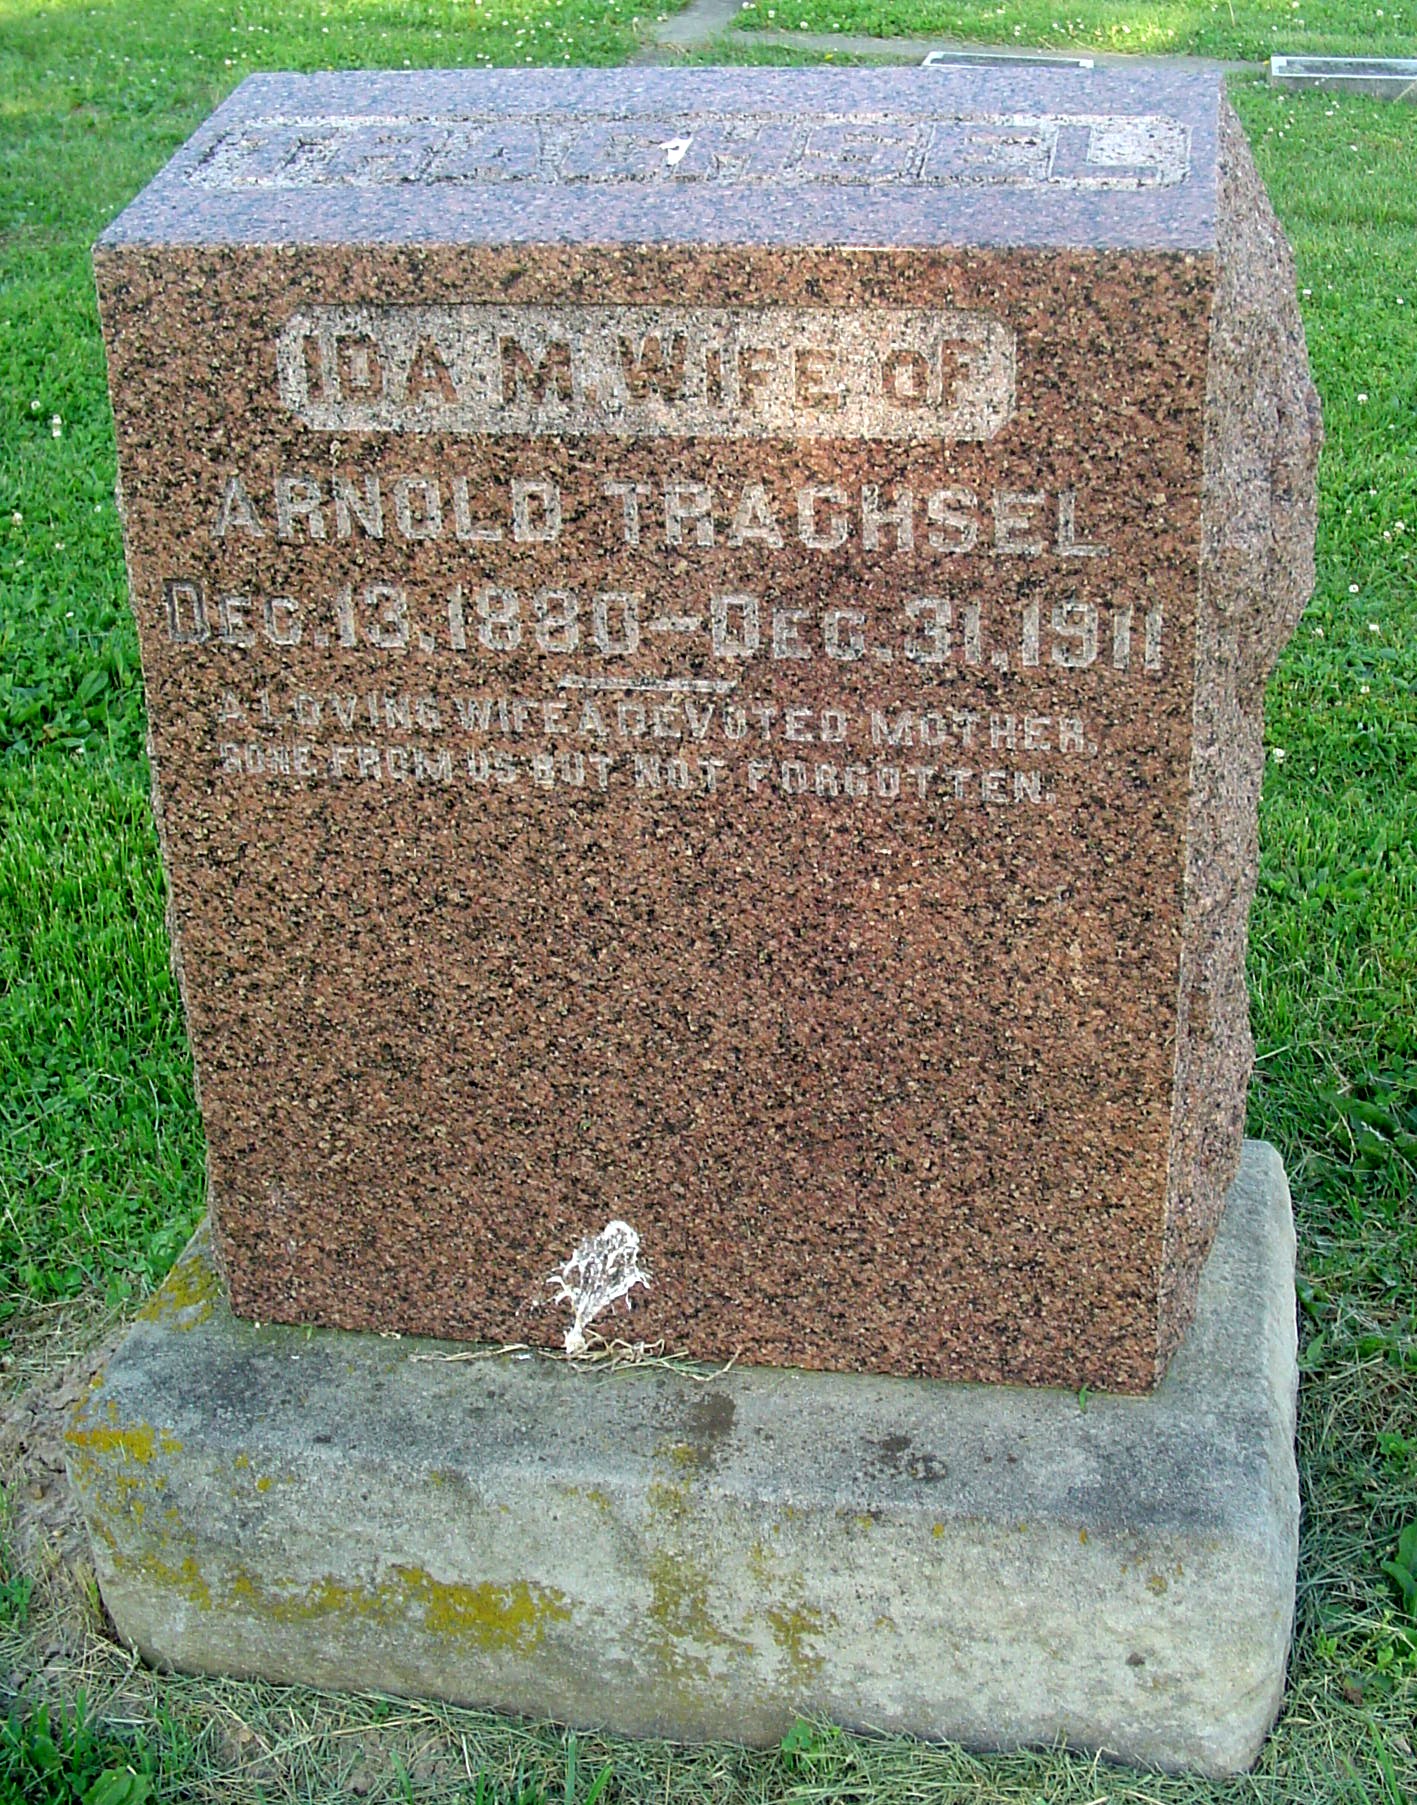 TRACHSEL
IDA M. WIFE OF
ARNOLD TRACHSEL
DEC. 13, 1880 — DEC. 31, 1911
A LOVING WIFE A DEVOTED MOTHER,
GONE FROM US BUT NOT FORGOTTEN.